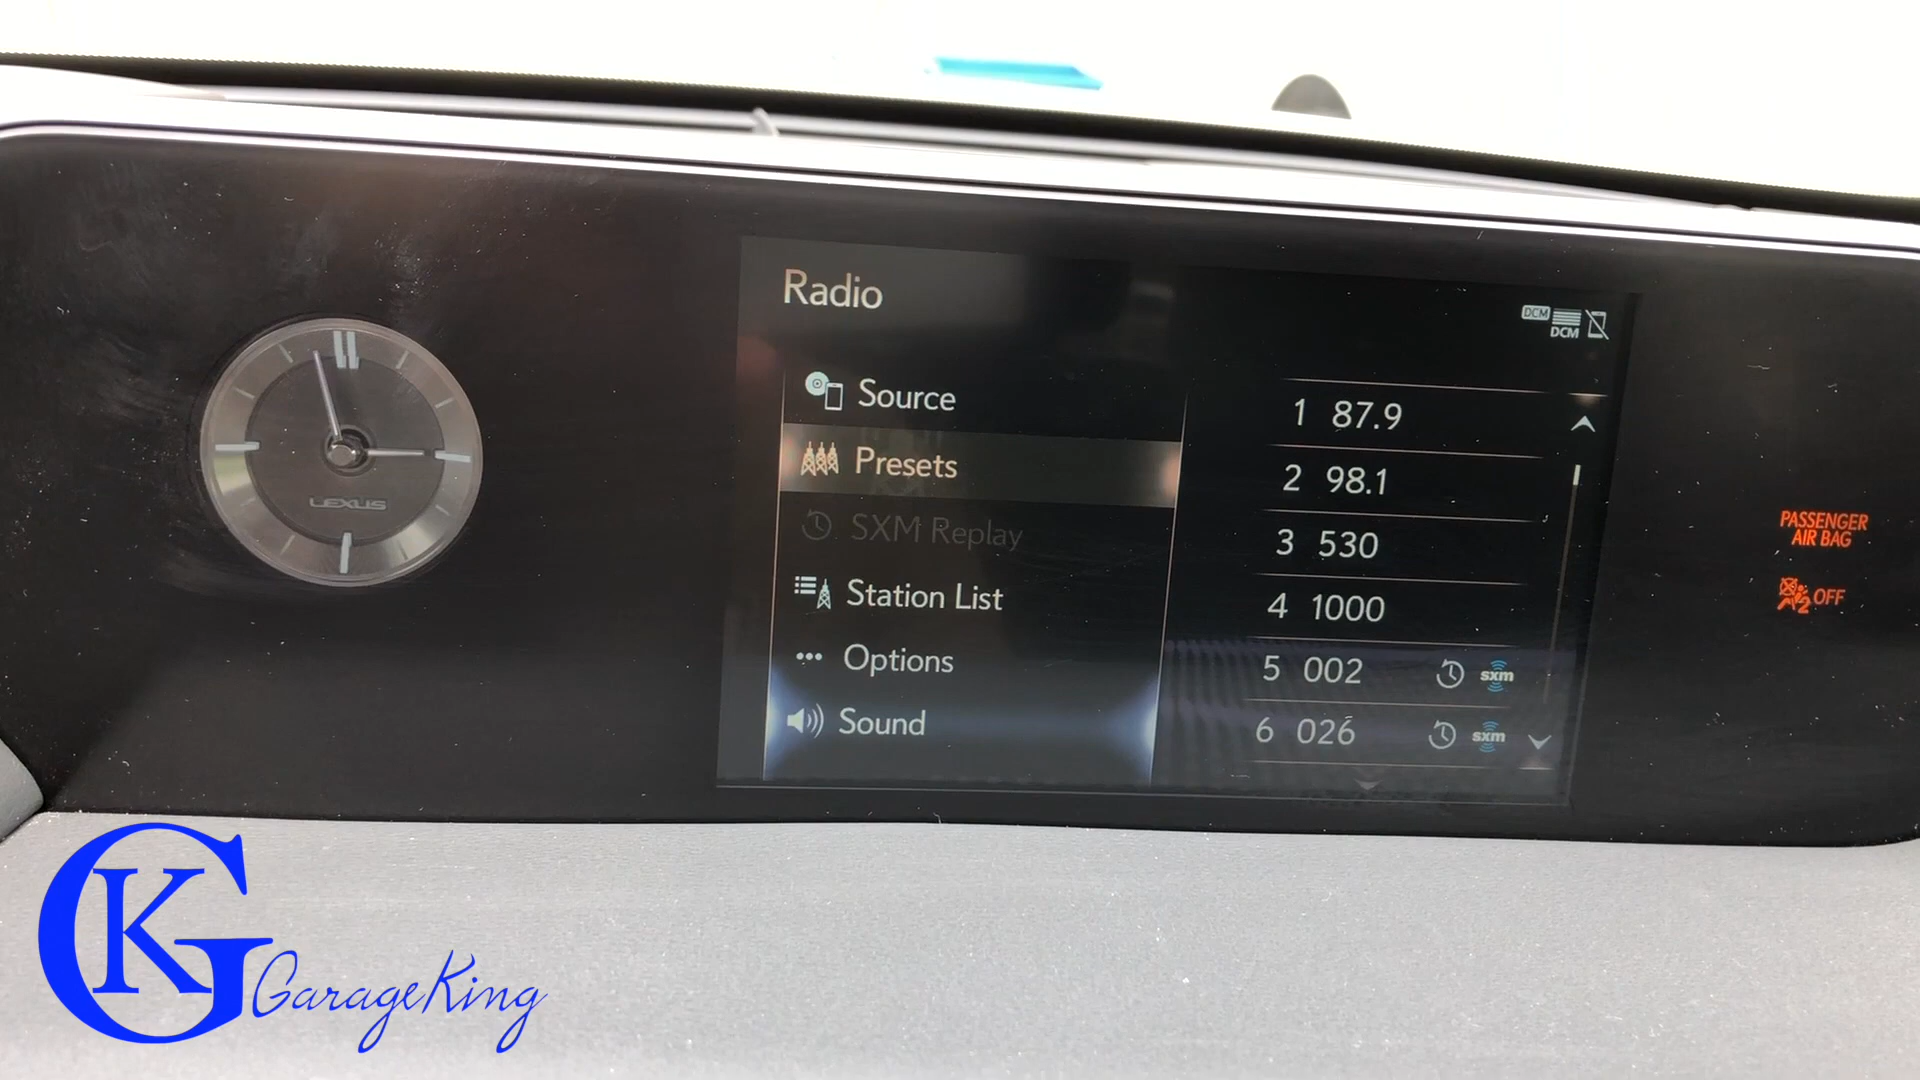 Radio
DCM
DCM
Source
Presets
SXM Replay
Station List
Options
Sound
1 87.9
2 98.1
3 530
4 1000
5 002 sxm
6 026 sxm
LEXUS
PASSENGER
AIR BAG
2 OFF
GK
GarageKing